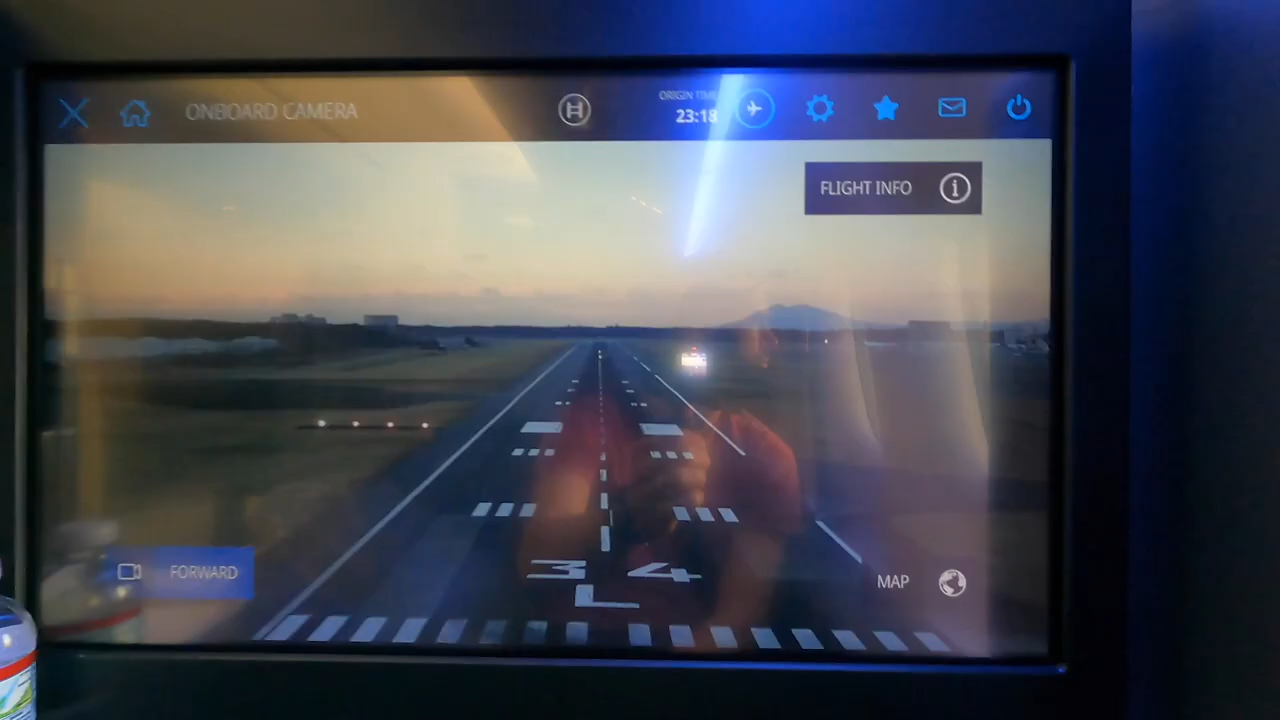 ONBOARD CAMERA
H
ORIGIN TIME
23:18
FLIGHT INFO
i
34
L
FORWARD
MAP